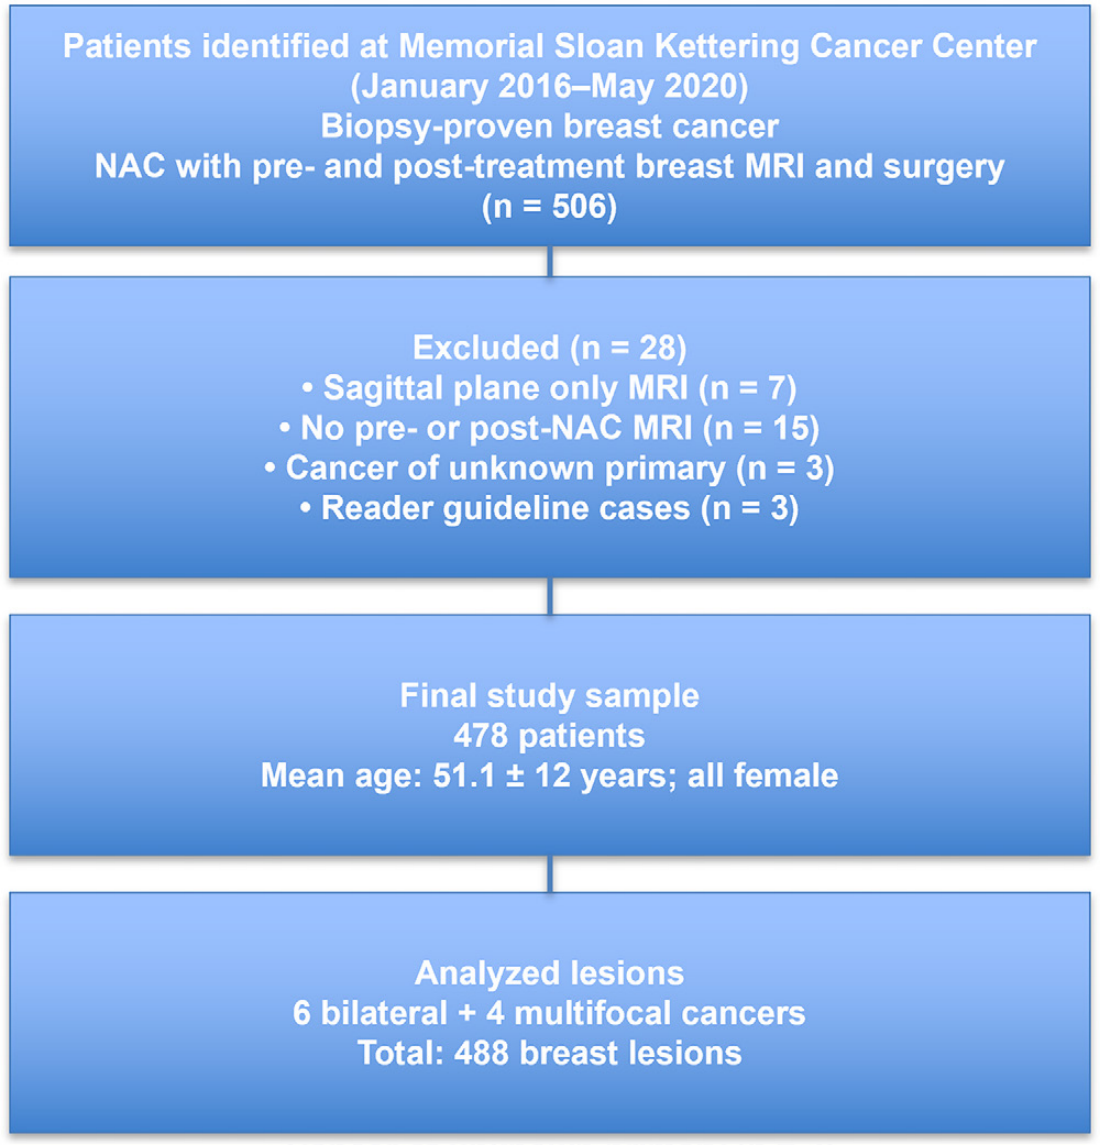 Patients identified at Memorial Sloan Kettering Cancer Center
(January 2016–May 2020)
Biopsy-proven breast cancer
NAC with pre- and post-treatment breast MRI and surgery
(n = 506)
Excluded (n = 28)
• Sagittal plane only MRI (n = 7)
• No pre- or post-NAC MRI (n = 15)
• Cancer of unknown primary (n = 3)
• Reader guideline cases (n = 3)
Final study sample
478 patients
Mean age: 51.1 ± 12 years; all female
Analyzed lesions
6 bilateral + 4 multifocal cancers
Total: 488 breast lesions